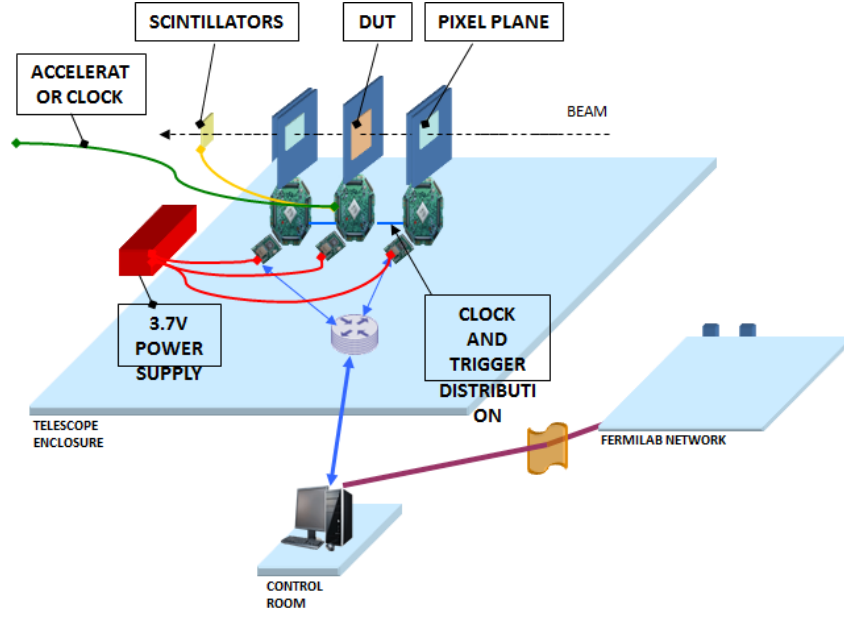 SCINTILLATORS
DUT
PIXEL PLANE
ACCELERAT
OR CLOCK
BEAM
3.7V
POWER
SUPPLY
CLOCK
AND
TRIGGER
DISTRIBUTI
ON
TELESCOPE
ENCLOSURE
FERMILAB NETWORK
CONTROL
ROOM